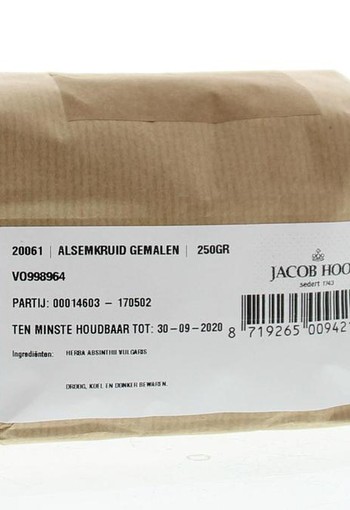 20061 | ALSEMKRUID GEMALEN | 250GR
VO998964
PARTIJ: 00014603 – 170502
TEN MINSTE HOUDBAAR TOT: 30-09-2020
Ingrediënten: HERBA ABSINTHII VULGARIS
DROOG, KOEL EN DONKER BEWAREN.
JACOB HOO
sedert 1743
8 719265 00942